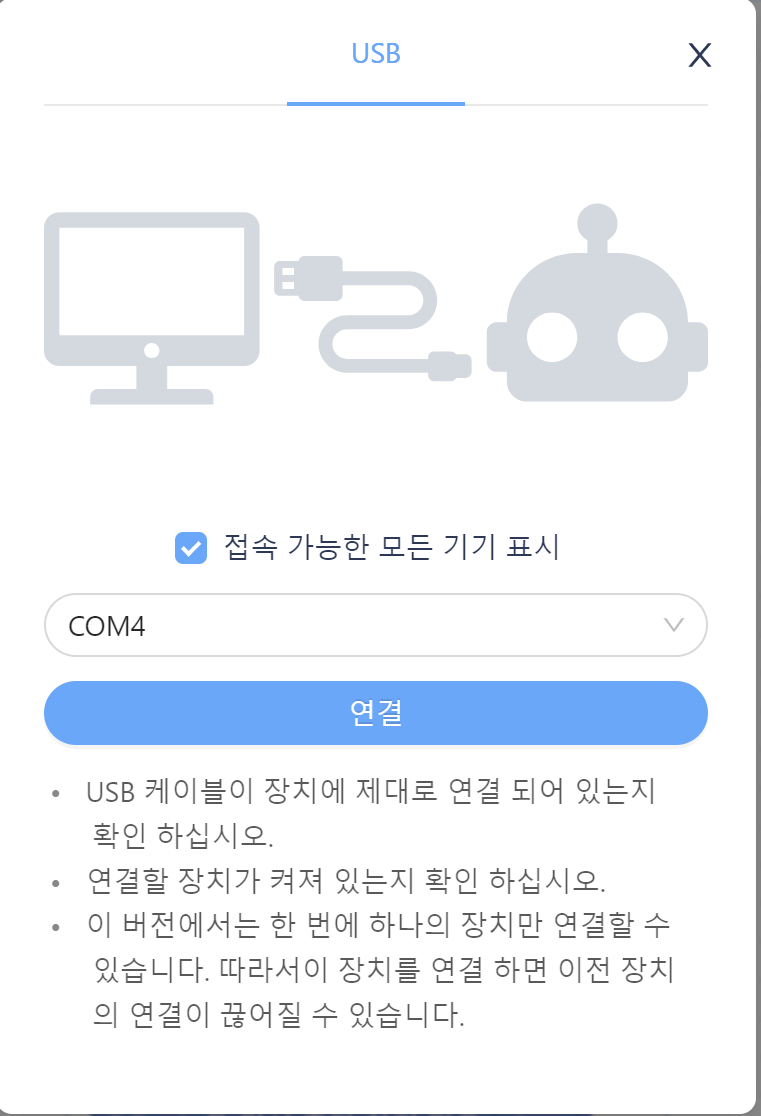 USB
X
접속 가능한 모든 기기 표시
COM4
연결
• USB 케이블이 장치에 제대로 연결 되어 있는지
확인 하십시오.
• 연결할 장치가 켜져 있는지 확인 하십시오.
• 이 버전에서는 한 번에 하나의 장치만 연결할 수
있습니다. 따라서이 장치를 연결 하면 이전 장치
의 연결이 끊어질 수 있습니다.